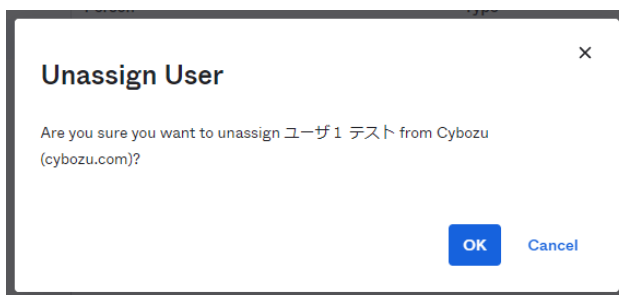 Unassign User
Are you sure you want to unassign ユーザ1 テスト from Cybozu
(cybozu.com)?
OK
Cancel